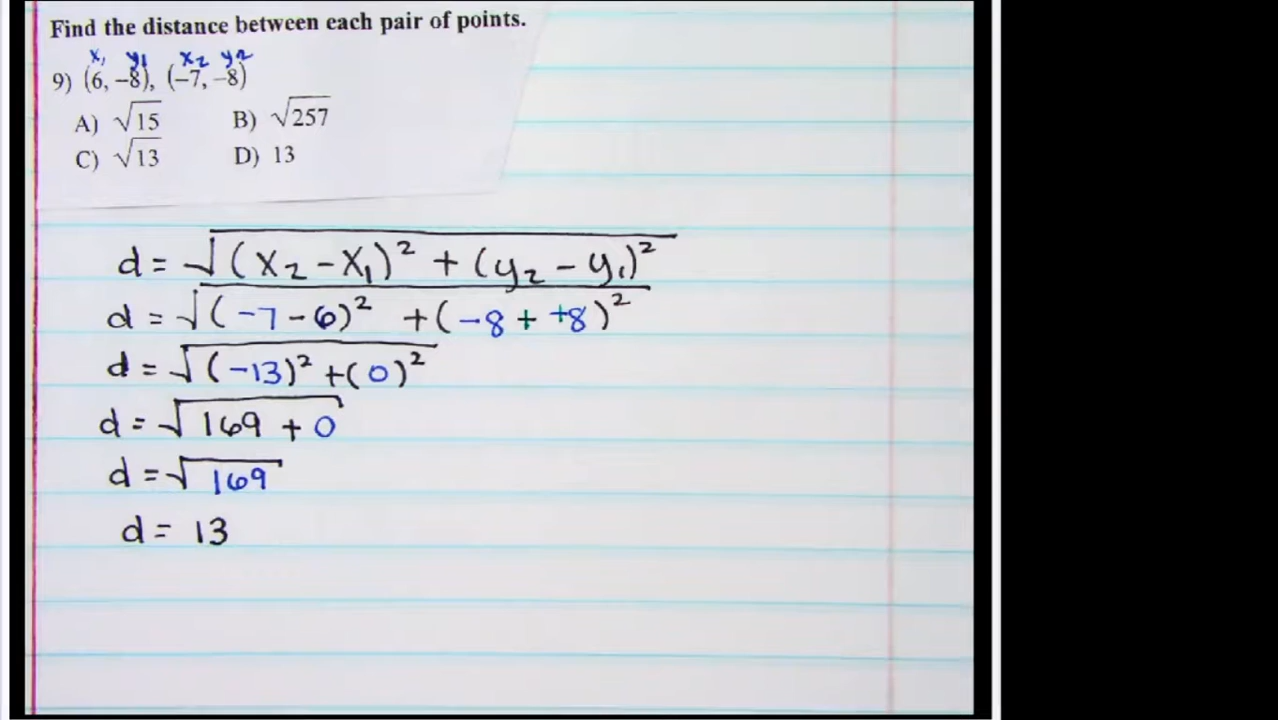 Find the distance between each pair of points.
x₁ y₁ x₂ y₂
9) (6, −8), (−7, −8)
A) √15 B) √257
C) √13 D) 13
d = √(x₂ − x₁)² + (y₂ − y₁)²
d = √(−7 − 6)² + (−8 + +8)²
d = √(−13)² + (0)²
d = √169 + 0
d = √169
d = 13